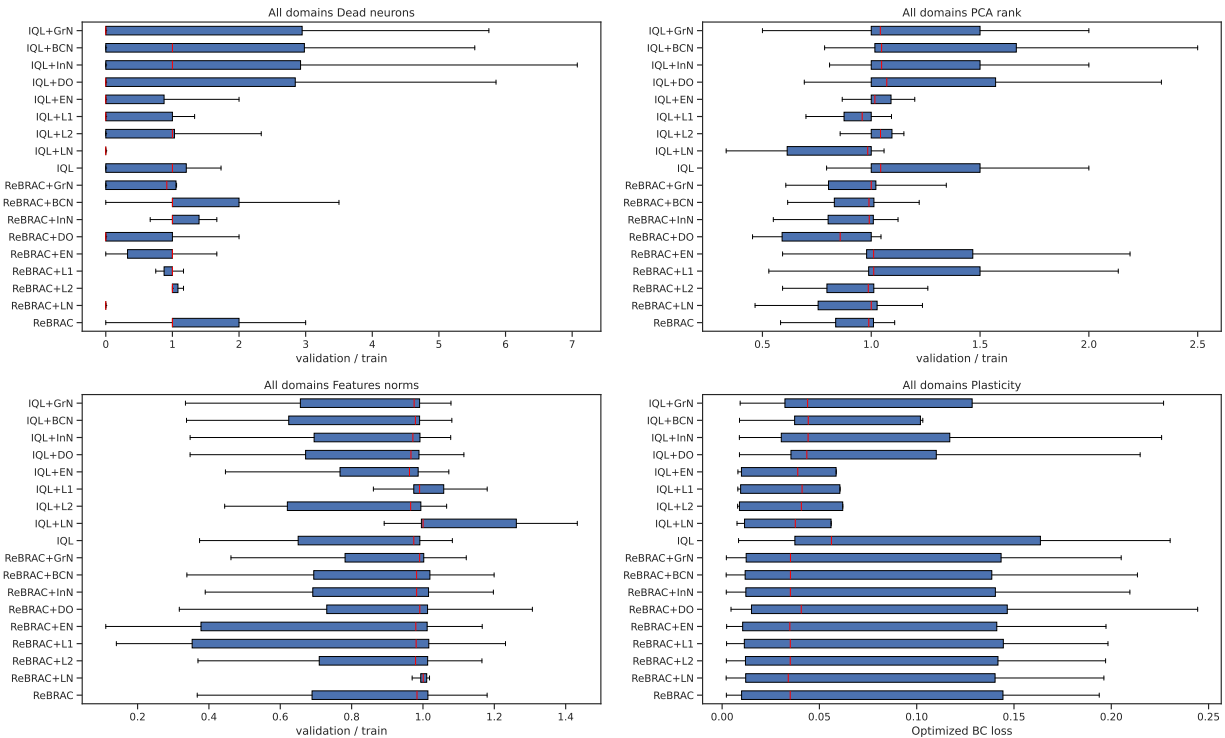 All domains Dead neurons
IQL+GrN
IQL+BCN
IQL+InN
IQL+DO
IQL+EN
IQL+L1
IQL+L2
IQL+LN
IQL
ReBRAC+GrN
ReBRAC+BCN
ReBRAC+InN
ReBRAC+DO
ReBRAC+EN
ReBRAC+L1
ReBRAC+L2
ReBRAC+LN
ReBRAC
0 1 2 3 4 5 6 7
validation / train
All domains PCA rank
IQL+GrN
IQL+BCN
IQL+InN
IQL+DO
IQL+EN
IQL+L1
IQL+L2
IQL+LN
IQL
ReBRAC+GrN
ReBRAC+BCN
ReBRAC+InN
ReBRAC+DO
ReBRAC+EN
ReBRAC+L1
ReBRAC+L2
ReBRAC+LN
ReBRAC
0.5 1.0 1.5 2.0 2.5
validation / train
All domains Features norms
IQL+GrN
IQL+BCN
IQL+InN
IQL+DO
IQL+EN
IQL+L1
IQL+L2
IQL+LN
IQL
ReBRAC+GrN
ReBRAC+BCN
ReBRAC+InN
ReBRAC+DO
ReBRAC+EN
ReBRAC+L1
ReBRAC+L2
ReBRAC+LN
ReBRAC
0.2 0.4 0.6 0.8 1.0 1.2 1.4
validation / train
All domains Plasticity
IQL+GrN
IQL+BCN
IQL+InN
IQL+DO
IQL+EN
IQL+L1
IQL+L2
IQL+LN
IQL
ReBRAC+GrN
ReBRAC+BCN
ReBRAC+InN
ReBRAC+DO
ReBRAC+EN
ReBRAC+L1
ReBRAC+L2
ReBRAC+LN
ReBRAC
0.00 0.05 0.10 0.15 0.20 0.25
Optimized BC loss